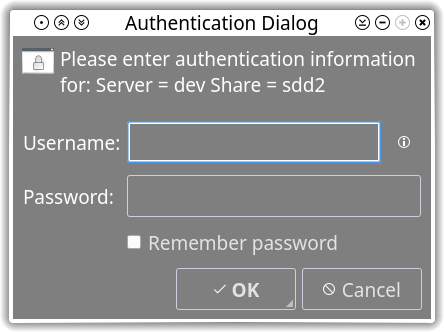 Authentication Dialog
Please enter authentication information
for: Server = dev Share = sdd2
Username:
Password:
Remember password
OK
Cancel